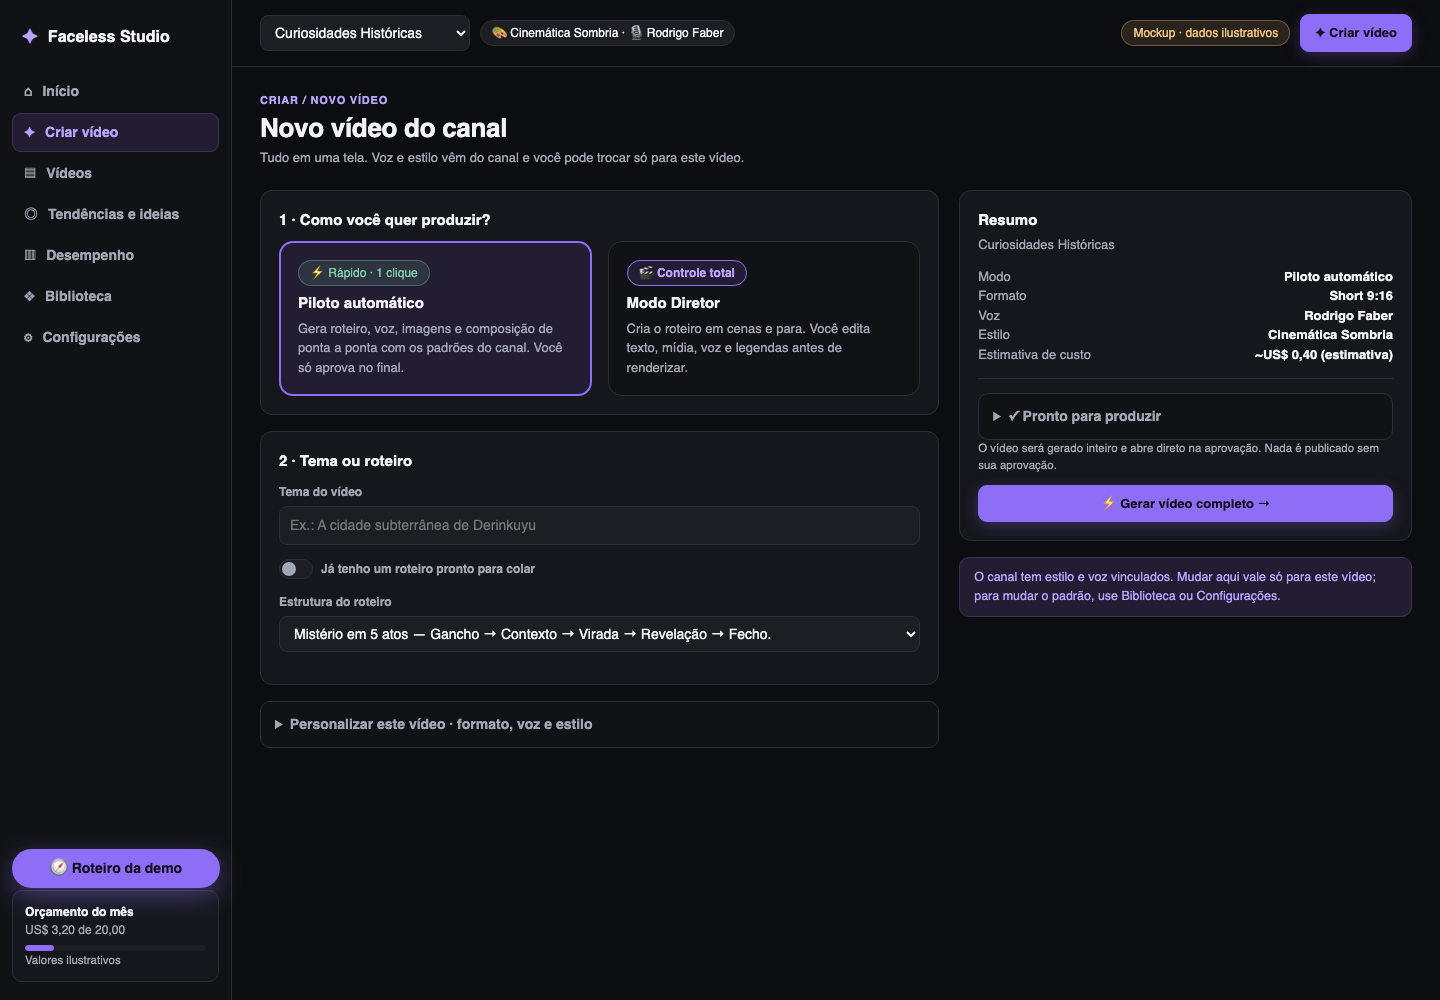 Faceless Studio
Início
Criar vídeo
Vídeos
Tendências e ideias
Desempenho
Biblioteca
Configurações
Roteiro da demo
Orçamento do mês
US$ 3,20 de 20,00
Valores ilustrativos
Curiosidades Históricas
Cinemática Sombria · Rodrigo Faber
Mockup · dados ilustrativos
Criar vídeo
CRIAR / NOVO VÍDEO
Novo vídeo do canal
Tudo em uma tela. Voz e estilo vêm do canal e você pode trocar só para este vídeo.
1 · Como você quer produzir?
Rápido · 1 clique
Piloto automático
Gera roteiro, voz, imagens e composição de
ponta a ponta com os padrões do canal. Você
só aprova no final.
Controle total
Modo Diretor
Cria o roteiro em cenas e para. Você edita
texto, mídia, voz e legendas antes de
renderizar.
2 · Tema ou roteiro
Tema do vídeo
Ex.: A cidade subterrânea de Derinkuyu
Já tenho um roteiro pronto para colar
Estrutura do roteiro
Mistério em 5 atos — Gancho → Contexto → Virada → Revelação → Fecho.
Personalizar este vídeo · formato, voz e estilo
Resumo
Curiosidades Históricas
Modo Piloto automático
Formato Short 9:16
Voz Rodrigo Faber
Estilo Cinemática Sombria
Estimativa de custo ~US$ 0,40 (estimativa)
✓ Pronto para produzir
O vídeo será gerado inteiro e abre direto na aprovação. Nada é publicado sem
sua aprovação.
Gerar vídeo completo →
O canal tem estilo e voz vinculados. Mudar aqui vale só para este vídeo;
para mudar o padrão, use Biblioteca ou Configurações.